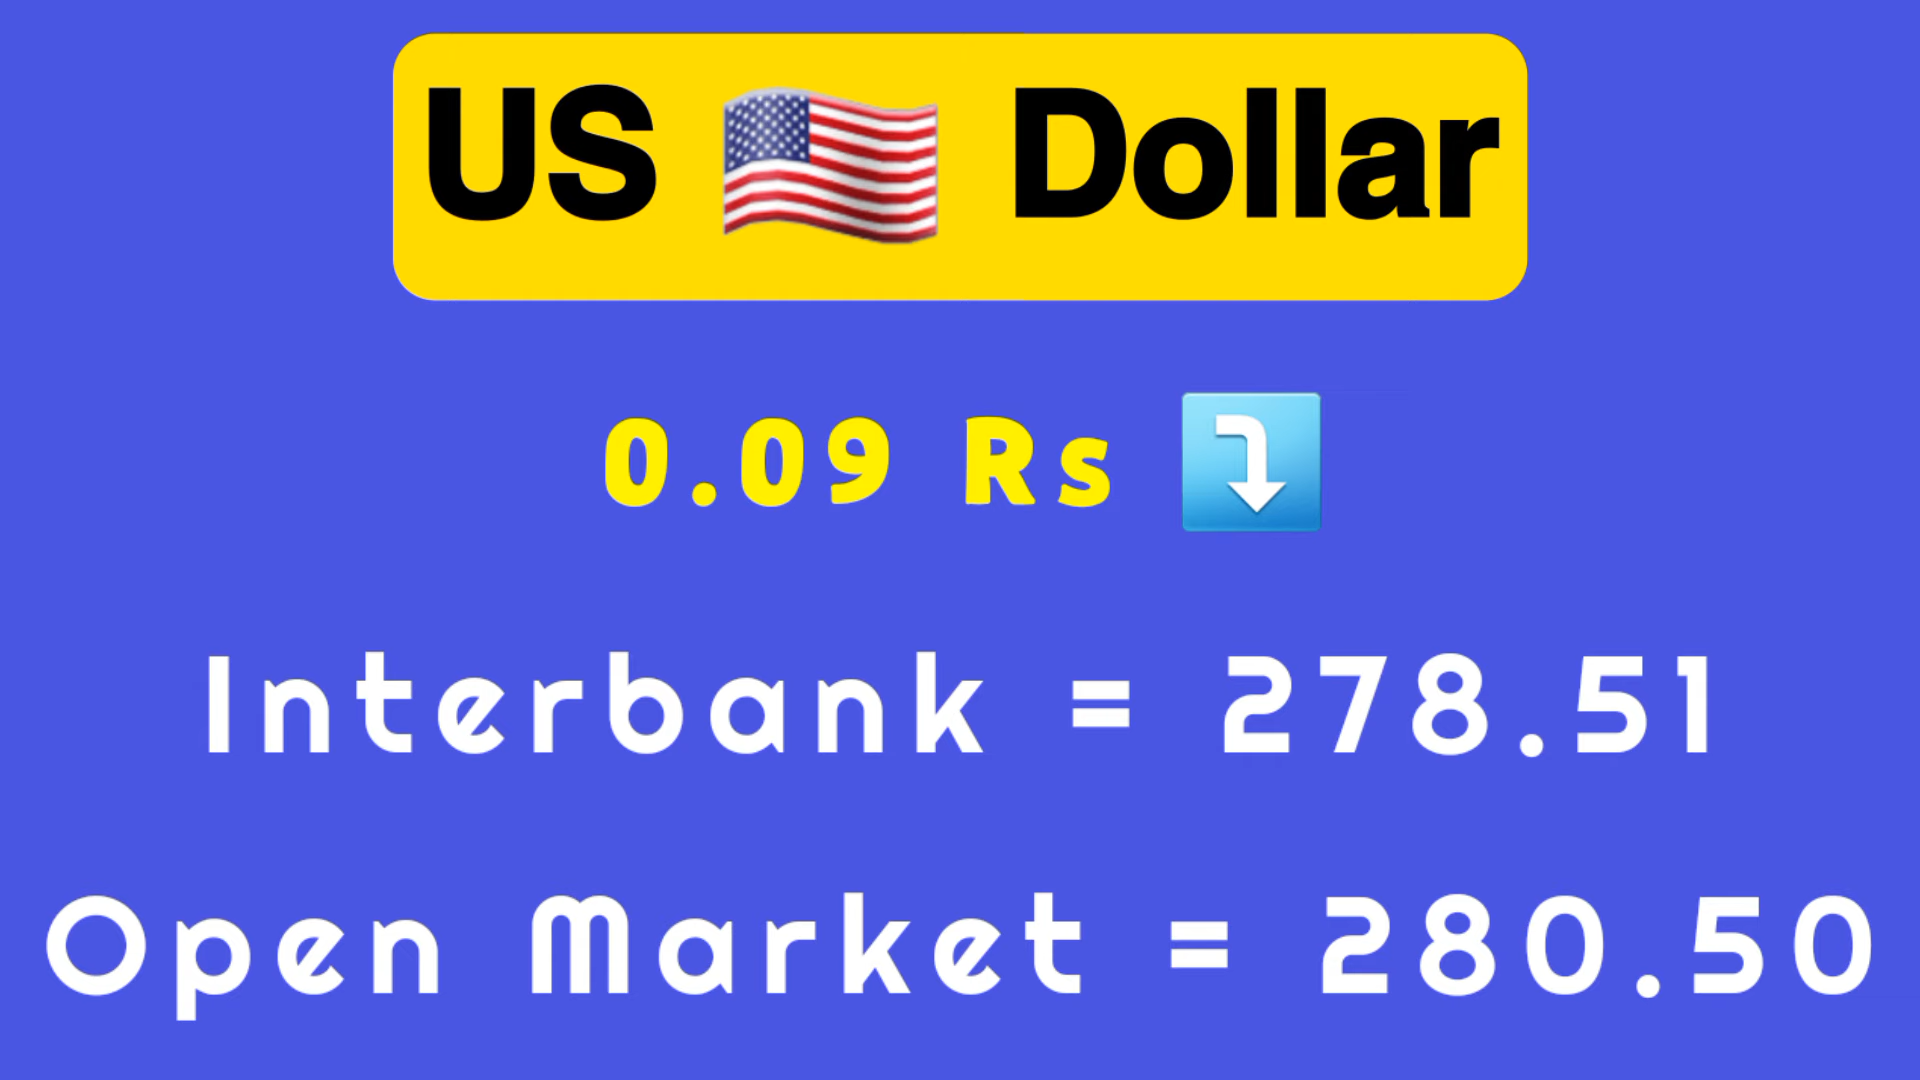 US 🇺🇸 Dollar
0.09 Rs ⤵️
Interbank = 278.51
Open Market = 280.50